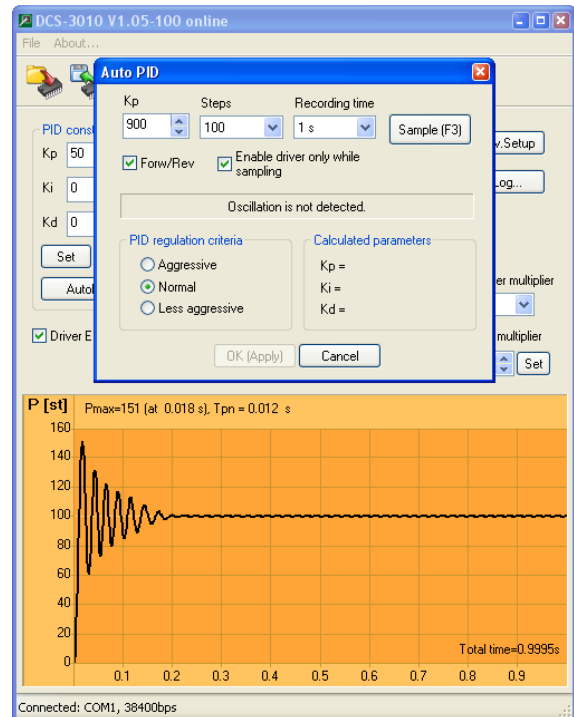 DCS-3010 V1.05-100 online
File About...
Auto PID
Kp Steps Recording time
900 100 1 s Sample (F3)
Forw/Rev Enable driver only while sampling
Oscillation is not detected.
PID regulation criteria Calculated parameters
Aggressive Kp =
Normal Ki =
Less aggressive Kd =
OK (Apply) Cancel
PID const
Kp 50
Ki 0
Kd 0
Set
Auto
Driver E
v.Setup
Log...
er multiplier
multiplier
Set
P [st] Pmax=151 (at 0.018 s), Tpn = 0.012 s
160
140
120
100
80
60
40
20
0
Total time=0.9995s
0.1 0.2 0.3 0.4 0.5 0.6 0.7 0.8 0.9
Connected: COM1, 38400bps